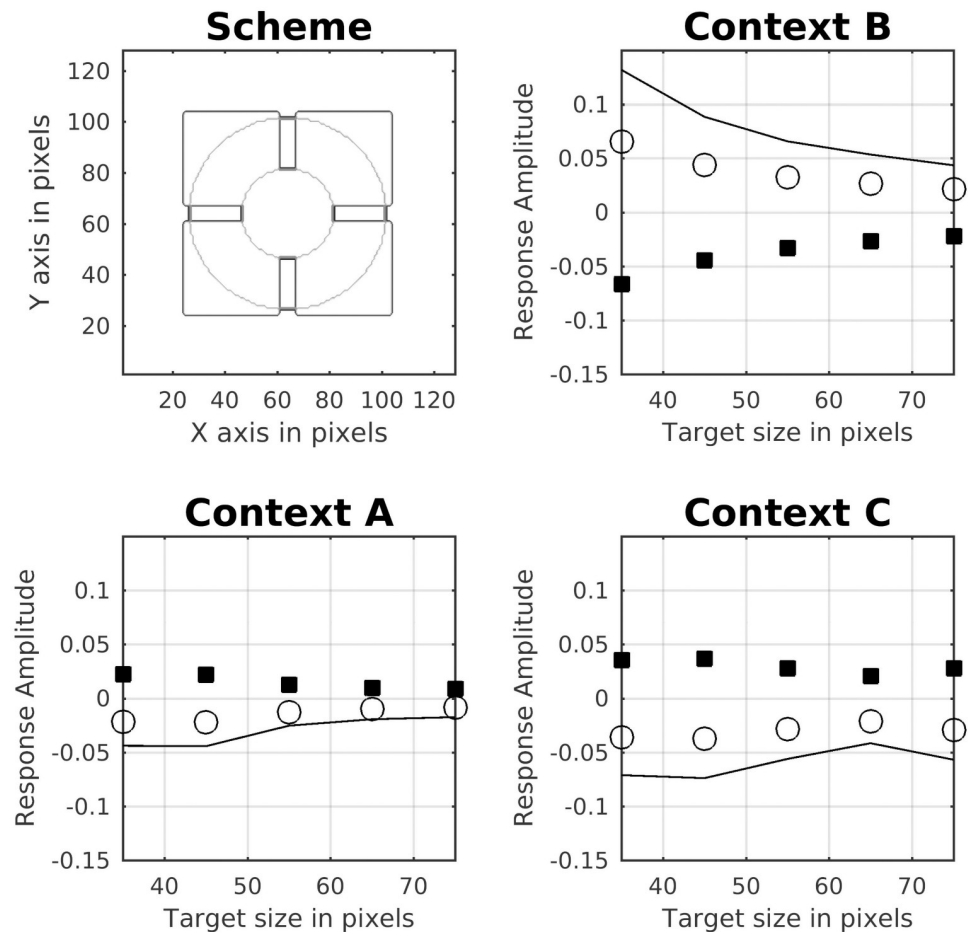 Scheme
120
100
80
60
40
20
Y axis in pixels
20 40 60 80 100 120
X axis in pixels
Context B
0.1
0.05
0
-0.05
-0.1
-0.15
Response Amplitude
40 50 60 70
Target size in pixels
Context A
0.1
0.05
0
-0.05
-0.1
-0.15
Response Amplitude
40 50 60 70
Target size in pixels
Context C
0.1
0.05
0
-0.05
-0.1
-0.15
Response Amplitude
40 50 60 70
Target size in pixels